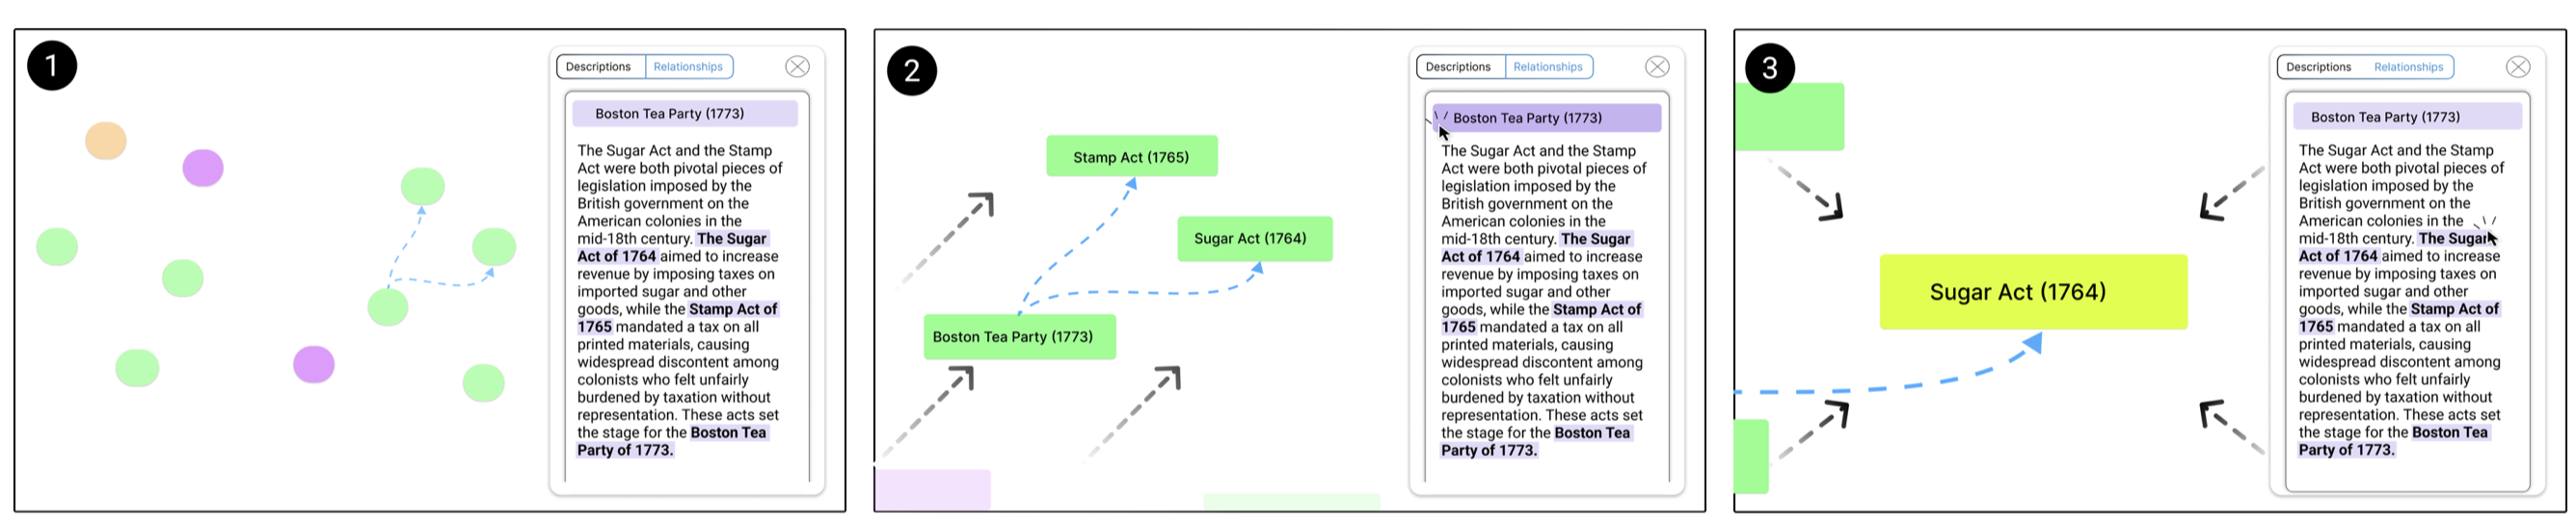 1
Descriptions Relationships
Boston Tea Party (1773)
The Sugar Act and the Stamp
Act were both pivotal pieces of
legislation imposed by the
British government on the
American colonies in the
mid-18th century. The Sugar
Act of 1764 aimed to increase
revenue by imposing taxes on
imported sugar and other
goods, while the Stamp Act of
1765 mandated a tax on all
printed materials, causing
widespread discontent among
colonists who felt unfairly
burdened by taxation without
representation. These acts set
the stage for the Boston Tea
Party of 1773.
2
Stamp Act (1765)
Sugar Act (1764)
Boston Tea Party (1773)
Descriptions Relationships
Boston Tea Party (1773)
The Sugar Act and the Stamp
Act were both pivotal pieces of
legislation imposed by the
British government on the
American colonies in the
mid-18th century. The Sugar
Act of 1764 aimed to increase
revenue by imposing taxes on
imported sugar and other
goods, while the Stamp Act of
1765 mandated a tax on all
printed materials, causing
widespread discontent among
colonists who felt unfairly
burdened by taxation without
representation. These acts set
the stage for the Boston Tea
Party of 1773.
3
Sugar Act (1764)
Descriptions Relationships
Boston Tea Party (1773)
The Sugar Act and the Stamp
Act were both pivotal pieces of
legislation imposed by the
British government on the
American colonies in the
mid-18th century. The Sugar
Act of 1764 aimed to increase
revenue by imposing taxes on
imported sugar and other
goods, while the Stamp Act of
1765 mandated a tax on all
printed materials, causing
widespread discontent among
colonists who felt unfairly
burdened by taxation without
representation. These acts set
the stage for the Boston Tea
Party of 1773.